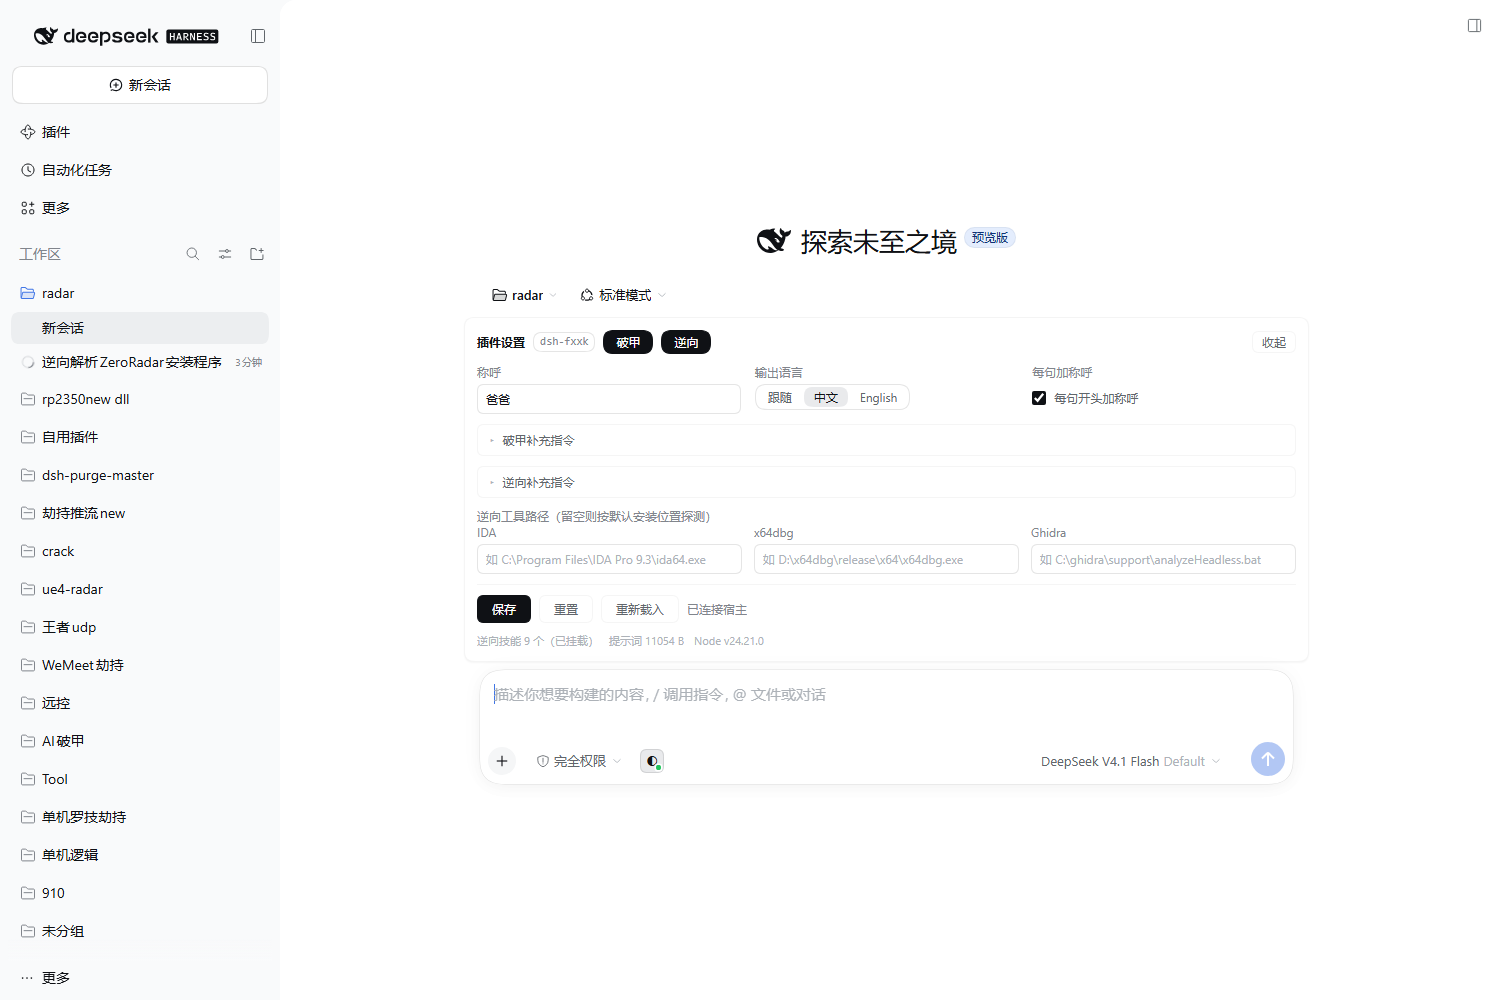 deepseek HARNESS
新会话
插件
自动化任务
更多
工作区
radar
新会话
逆向解析ZeroRadar安装程序 3分钟
rp2350new dll
自用插件
dsh-purge-master
劫持推流new
crack
ue4-radar
王者udp
WeMeet劫持
远控
AI破甲
Tool
单机罗技劫持
单机逻辑
910
未分组
更多
探索未至之境 预览版
radar 标准模式
插件设置 dsh-fxxk 破甲 逆向 收起
称呼 输出语言 每句加称呼
爸爸 跟随 中文 English 每句开头加称呼
破甲补充指令
逆向补充指令
逆向工具路径（留空则按默认安装位置探测）
IDA x64dbg Ghidra
如 C:\Program Files\IDA Pro 9.3\ida64.exe 如 D:\x64dbg\release\x64\x64dbg.exe 如 C:\ghidra\support\analyzeHeadless.bat
保存 重置 重新载入 已连接宿主
逆向技能 9 个（已挂载） 提示词 11054 B Node v24.21.0
描述你想要构建的内容, / 调用指令, @ 文件或对话
完全权限 DeepSeek V4.1 Flash Default